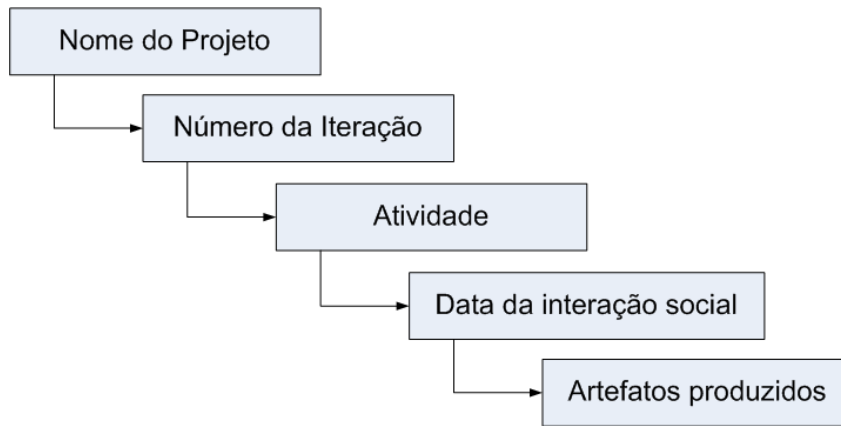 Nome do Projeto
Número da Iteração
Atividade
Data da interação social
Artefatos produzidos